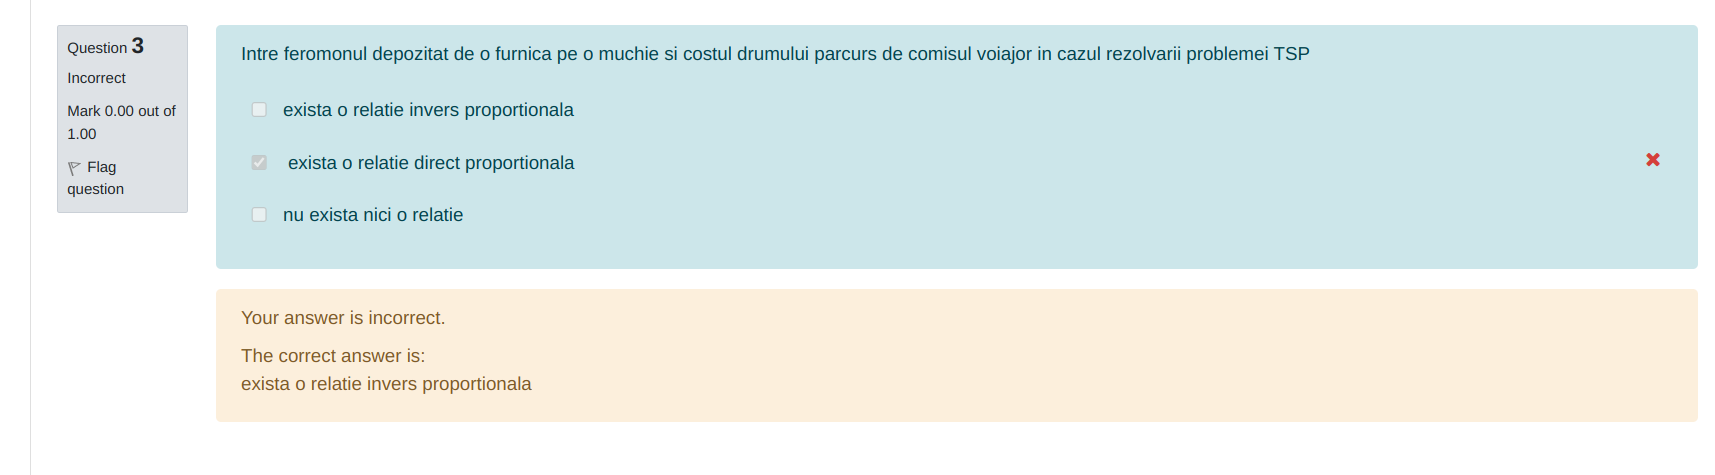 Question 3
Incorrect
Mark 0.00 out of
1.00
Flag
question
Intre feromonul depozitat de o furnica pe o muchie si costul drumului parcurs de comisul voiajor in cazul rezolvarii problemei TSP
exista o relatie invers proportionala
exista o relatie direct proportionala
nu exista nici o relatie
Your answer is incorrect.
The correct answer is:
exista o relatie invers proportionala